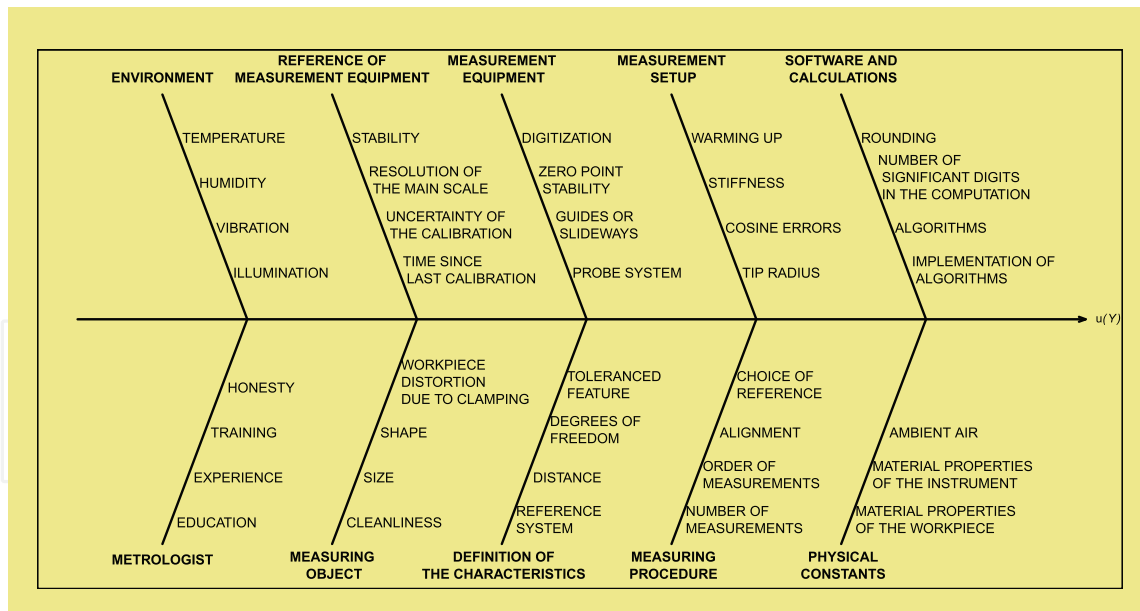 ENVIRONMENT
TEMPERATURE
HUMIDITY
VIBRATION
ILLUMINATION
REFERENCE OF
MEASUREMENT EQUIPMENT
STABILITY
RESOLUTION OF
THE MAIN SCALE
UNCERTAINTY OF
THE CALIBRATION
TIME SINCE
LAST CALIBRATION
MEASUREMENT
EQUIPMENT
DIGITIZATION
ZERO POINT
STABILITY
GUIDES OR
SLIDEWAYS
PROBE SYSTEM
MEASUREMENT
SETUP
WARMING UP
STIFFNESS
COSINE ERRORS
TIP RADIUS
SOFTWARE AND
CALCULATIONS
ROUNDING
NUMBER OF
SIGNIFICANT DIGITS
IN THE COMPUTATION
ALGORITHMS
IMPLEMENTATION OF
ALGORITHMS
u(Y)
HONESTY
TRAINING
EXPERIENCE
EDUCATION
METROLOGIST
WORKPIECE
DISTORTION
DUE TO CLAMPING
SHAPE
SIZE
CLEANLINESS
MEASURING
OBJECT
TOLERANCED
FEATURE
DEGREES OF
FREEDOM
DISTANCE
REFERENCE
SYSTEM
DEFINITION OF
THE CHARACTERISTICS
CHOICE OF
REFERENCE
ALIGNMENT
ORDER OF
MEASUREMENTS
NUMBER OF
MEASUREMENTS
MEASURING
PROCEDURE
AMBIENT AIR
MATERIAL PROPERTIES
OF THE INSTRUMENT
MATERIAL PROPERTIES
OF THE WORKPIECE
PHYSICAL
CONSTANTS